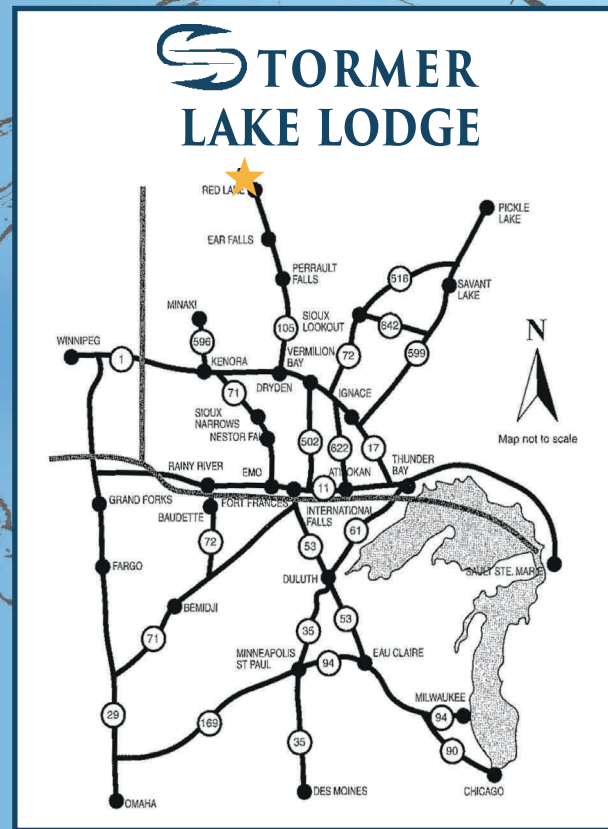 STORMER
LAKE LODGE
RED LAKE
PICKLE
LAKE
EAR FALLS
PERRAULT
FALLS
616
SAVANT
LAKE
MINAKI
SIOUX
LOOKOUT
105
642
596
N
WINNIPEG
1
KENORA
VERMILION
BAY
72
599
71
DRYDEN
IGNACE
SIOUX
NARROWS
NESTOR
502
622
17
Map not to scale
THUNDER
BAY
RAINY RIVER
EMO
11
GRAND FORKS
FORT FRANCES
INTERNATIONAL
FALLS
BAUDETTE
61
72
53
FARGO
DULUTH
SAULT STE. MARIE
BEMIDJI
71
35
53
MINNEAPOLIS
ST PAUL
94
EAU CLAIRE
29
169
MILWAUKEE
94
35
90
DES MOINES
CHICAGO
OMAHA